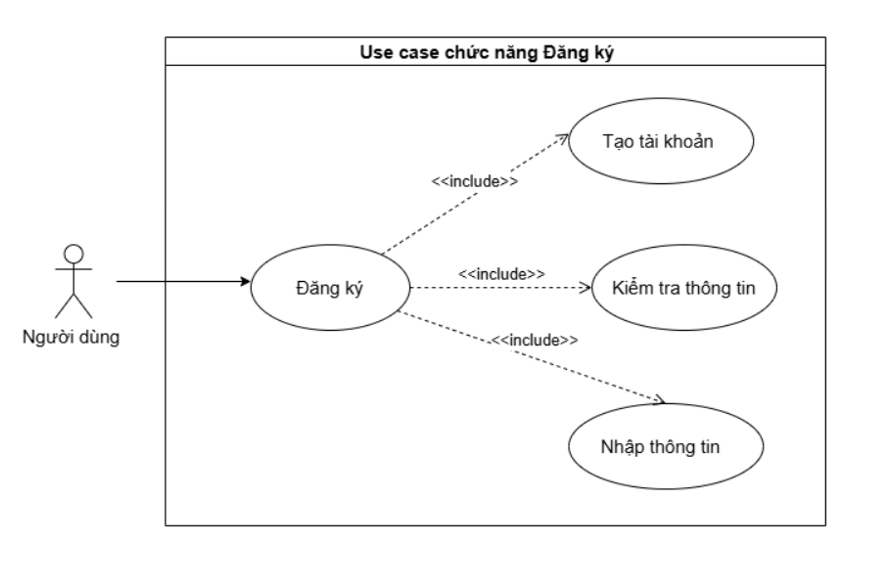 Use case chức năng Đăng ký
Tạo tài khoản
<<include>>
Đăng ký
<<include>>
Kiểm tra thông tin
Người dùng
<<include>>
Nhập thông tin